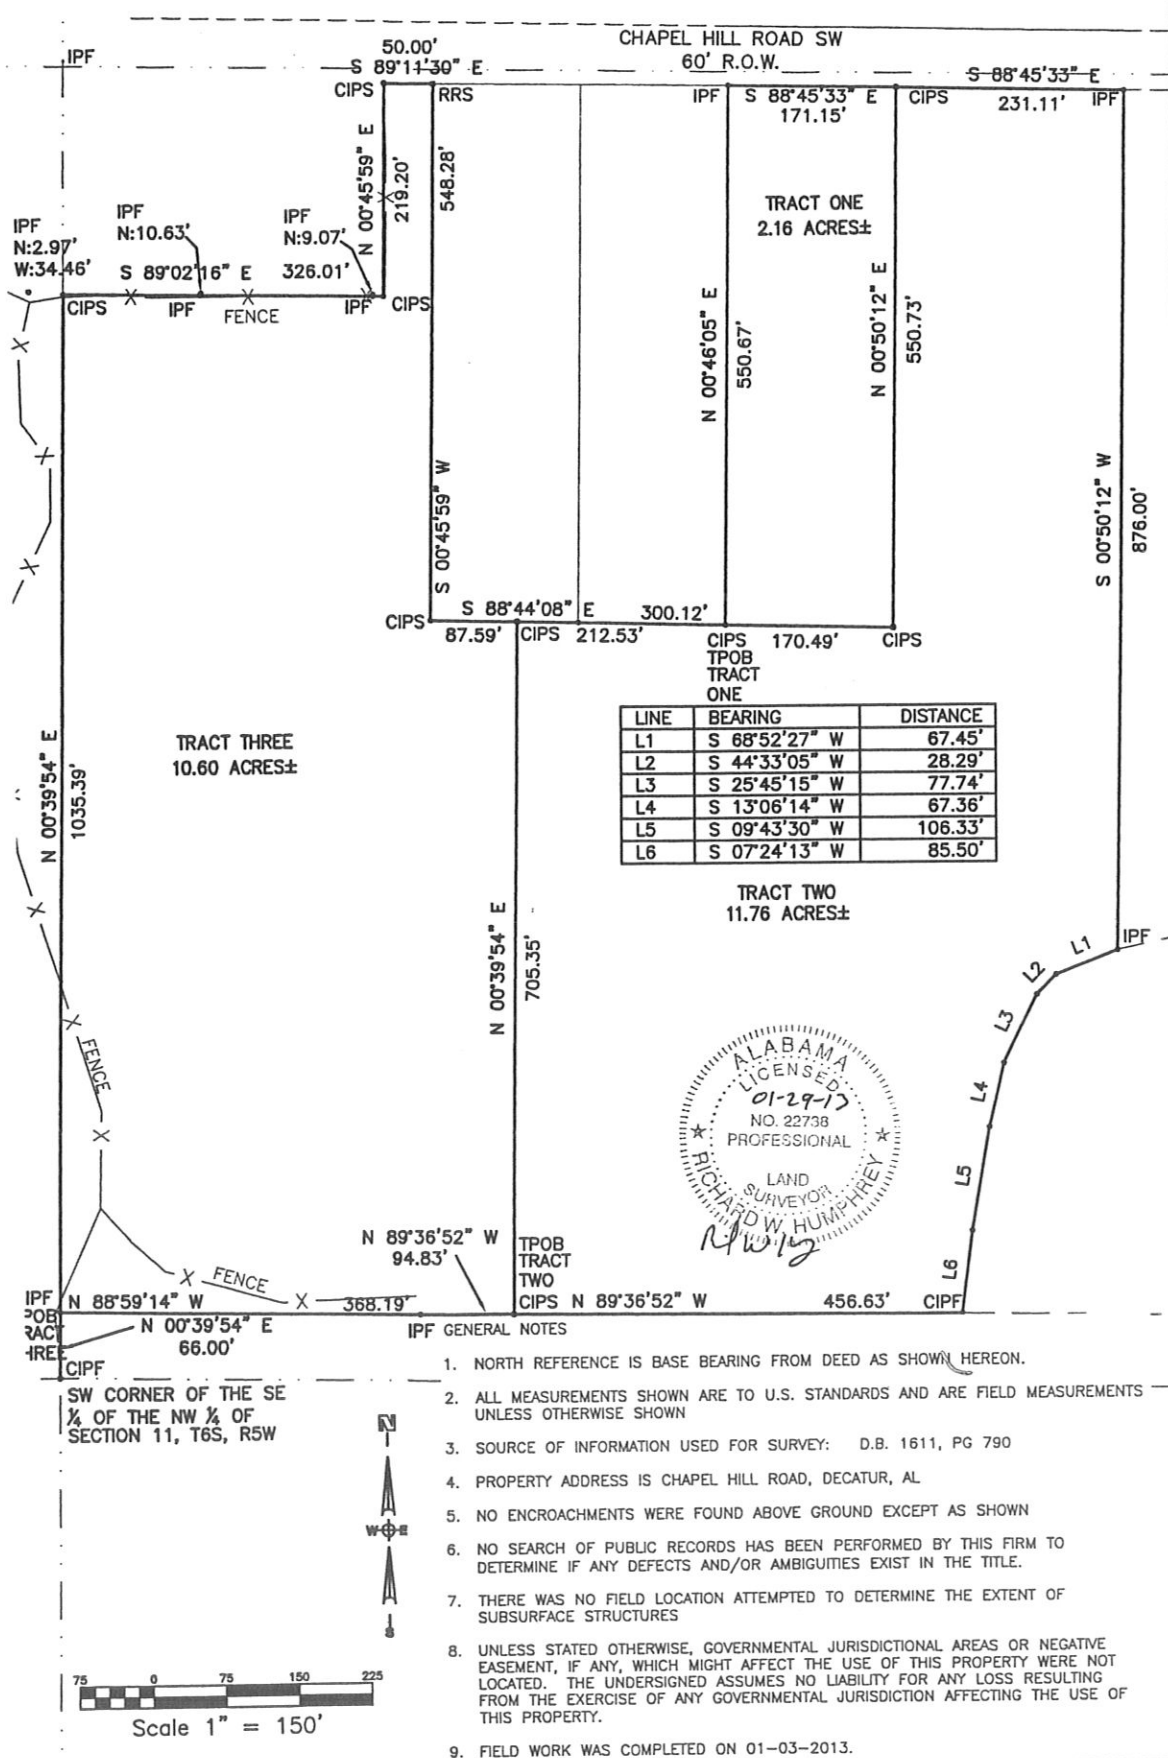 CHAPEL HILL ROAD SW
60' R.O.W.
IPF
50.00'
S 89°11'30" E
CIPS
RRS
IPF
S 88°45'33" E
171.15'
CIPS
S 88°45'33" E
231.11'
IPF
N 00°45'59" E
219.20'
548.28'
S 00°45'59" W
TRACT ONE
2.16 ACRES±
N 00°46'05" E
550.67'
N 00°50'12" E
550.73'
S 00°50'12" W
876.00'
IPF
N:2.97'
W:34.46'
IPF
N:10.63'
IPF
N:9.07'
S 89°02'16" E
326.01'
CIPS
IPF
FENCE
IPF
CIPS
CIPS
S 88°44'08" E
300.12'
87.59'
CIPS
212.53'
CIPS
170.49'
CIPS
TPOB
TRACT
ONE
LINE BEARING DISTANCE
L1 S 68°52'27" W 67.45'
L2 S 44°33'05" W 28.29'
L3 S 25°45'15" W 77.74'
L4 S 13°06'14" W 67.36'
L5 S 09°43'30" W 106.33'
L6 S 07°24'13" W 85.50'
TRACT THREE
10.60 ACRES±
N 00°39'54" E
1035.39'
TRACT TWO
11.76 ACRES±
N 00°39'54" E
705.35'
IPF
L1
L2
L3
L4
L5
L6
ALABAMA
LICENSED
NO. 22738
PROFESSIONAL
LAND
SURVEYOR
RICHARD W. HUMPHREY
FENCE
FENCE
N 89°36'52" W
94.83'
TPOB
TRACT
TWO
CIPS
N 89°36'52" W
456.63'
CIPF
IPF
POB
RACT
HREE
N 88°59'14" W
368.19'
IPF
N 00°39'54" E
66.00'
CIPF
SW CORNER OF THE SE
¼ OF THE NW ¼ OF
SECTION 11, T6S, R5W
N
W E
S
75 0 75 150 225
Scale 1" = 150'
GENERAL NOTES
1. NORTH REFERENCE IS BASE BEARING FROM DEED AS SHOWN HEREON.
2. ALL MEASUREMENTS SHOWN ARE TO U.S. STANDARDS AND ARE FIELD MEASUREMENTS
UNLESS OTHERWISE SHOWN
3. SOURCE OF INFORMATION USED FOR SURVEY: D.B. 1611, PG 790
4. PROPERTY ADDRESS IS CHAPEL HILL ROAD, DECATUR, AL
5. NO ENCROACHMENTS WERE FOUND ABOVE GROUND EXCEPT AS SHOWN
6. NO SEARCH OF PUBLIC RECORDS HAS BEEN PERFORMED BY THIS FIRM TO
DETERMINE IF ANY DEFECTS AND/OR AMBIGUITIES EXIST IN THE TITLE.
7. THERE WAS NO FIELD LOCATION ATTEMPTED TO DETERMINE THE EXTENT OF
SUBSURFACE STRUCTURES
8. UNLESS STATED OTHERWISE, GOVERNMENTAL JURISDICTIONAL AREAS OR NEGATIVE
EASEMENT, IF ANY, WHICH MIGHT AFFECT THE USE OF THIS PROPERTY WERE NOT
LOCATED. THE UNDERSIGNED ASSUMES NO LIABILITY FOR ANY LOSS RESULTING
FROM THE EXERCISE OF ANY GOVERNMENTAL JURISDICTION AFFECTING THE USE OF
THIS PROPERTY.
9. FIELD WORK WAS COMPLETED ON 01-03-2013.